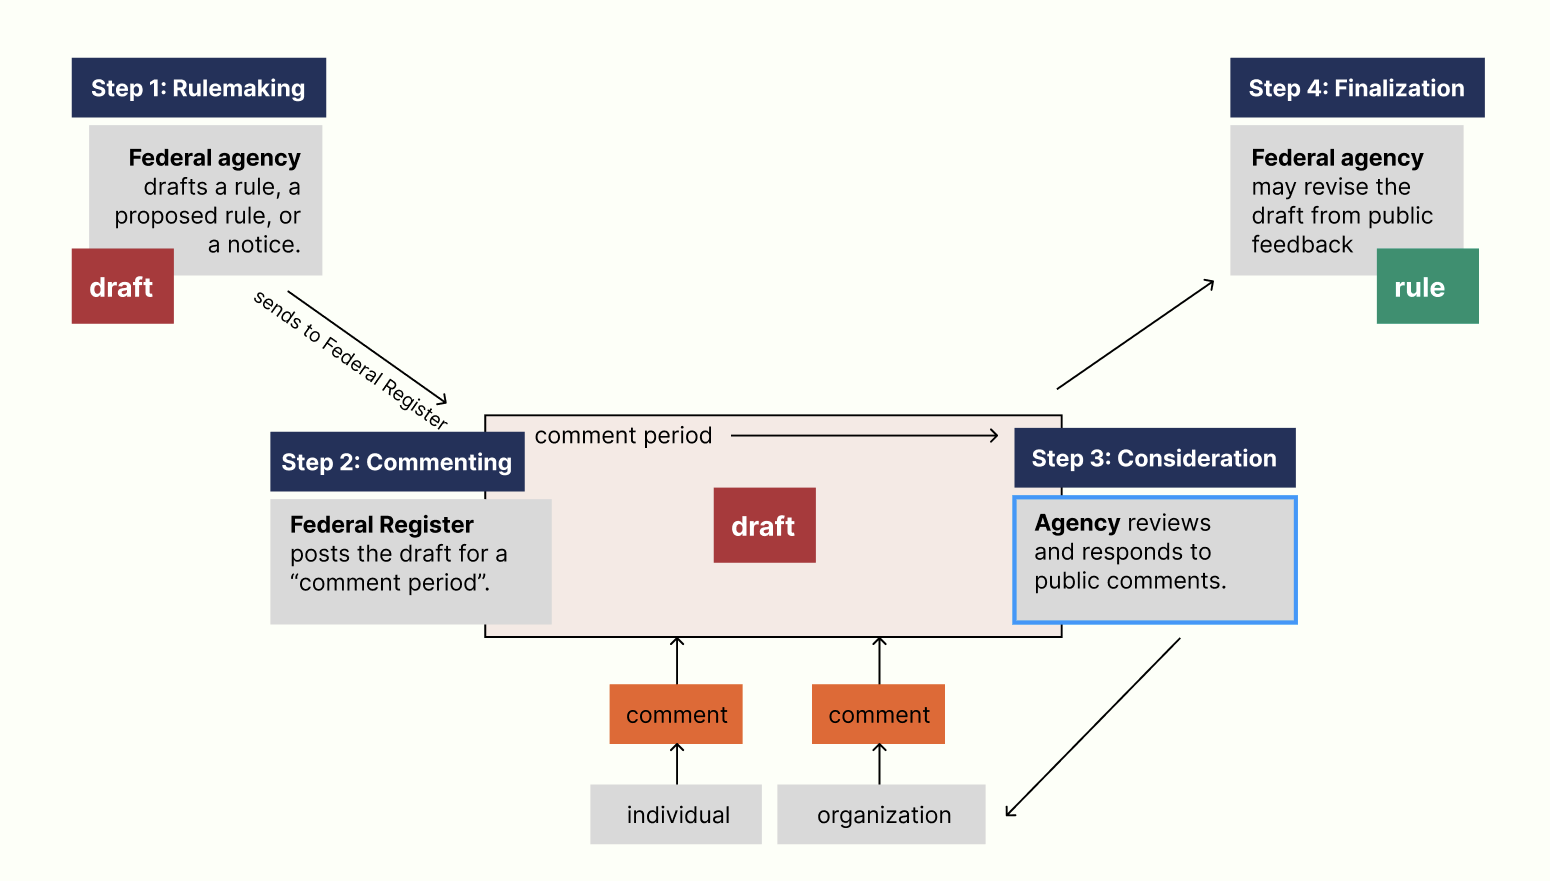 Step 1: Rulemaking
Federal agency
drafts a rule, a
proposed rule, or
a notice.
draft
sends to Federal Register
Step 2: Commenting
Federal Register
posts the draft for a
“comment period”.
comment period
draft
Step 3: Consideration
Agency reviews
and responds to
public comments.
comment
comment
individual
organization
Step 4: Finalization
Federal agency
may revise the
draft from public
feedback
rule